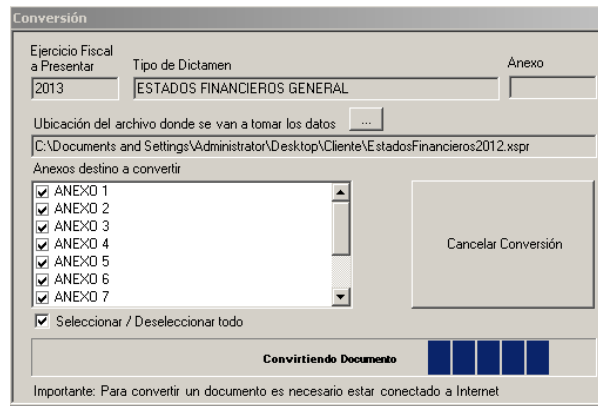 Conversión
Ejercicio Fiscal
a Presentar
Tipo de Dictamen
Anexo
2013
ESTADOS FINANCIEROS GENERAL
Ubicación del archivo donde se van a tomar los datos ...
C:\Documents and Settings\Administrator\Desktop\Cliente\EstadosFinancieros2012.xspr
Anexos destino a convertir
ANEXO 1
ANEXO 2
ANEXO 3
ANEXO 4
ANEXO 5
ANEXO 6
ANEXO 7
Cancelar Conversión
Seleccionar / Deseleccionar todo
Convirtiendo Documento
Importante: Para convertir un documento es necesario estar conectado a Internet